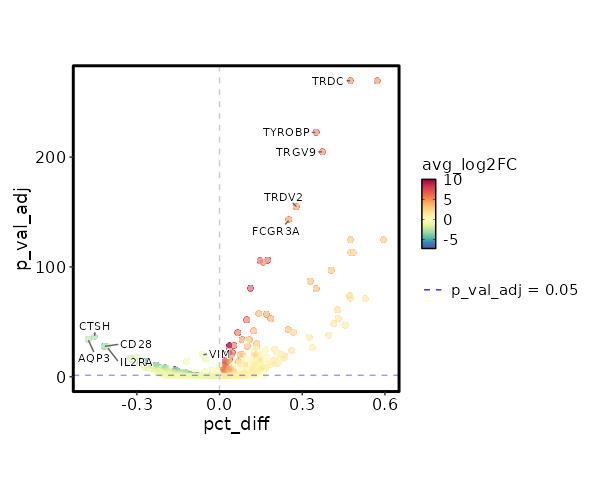 TRDC
TYROBP
TRGV9
TRDV2
FCGR3A
CTSH
CD28
VIM
AQP3
IL2RA
200
100
0
p_val_adj
-0.3
0.0
0.3
0.6
pct_diff
avg_log2FC
10
5
0
-5
p_val_adj = 0.05